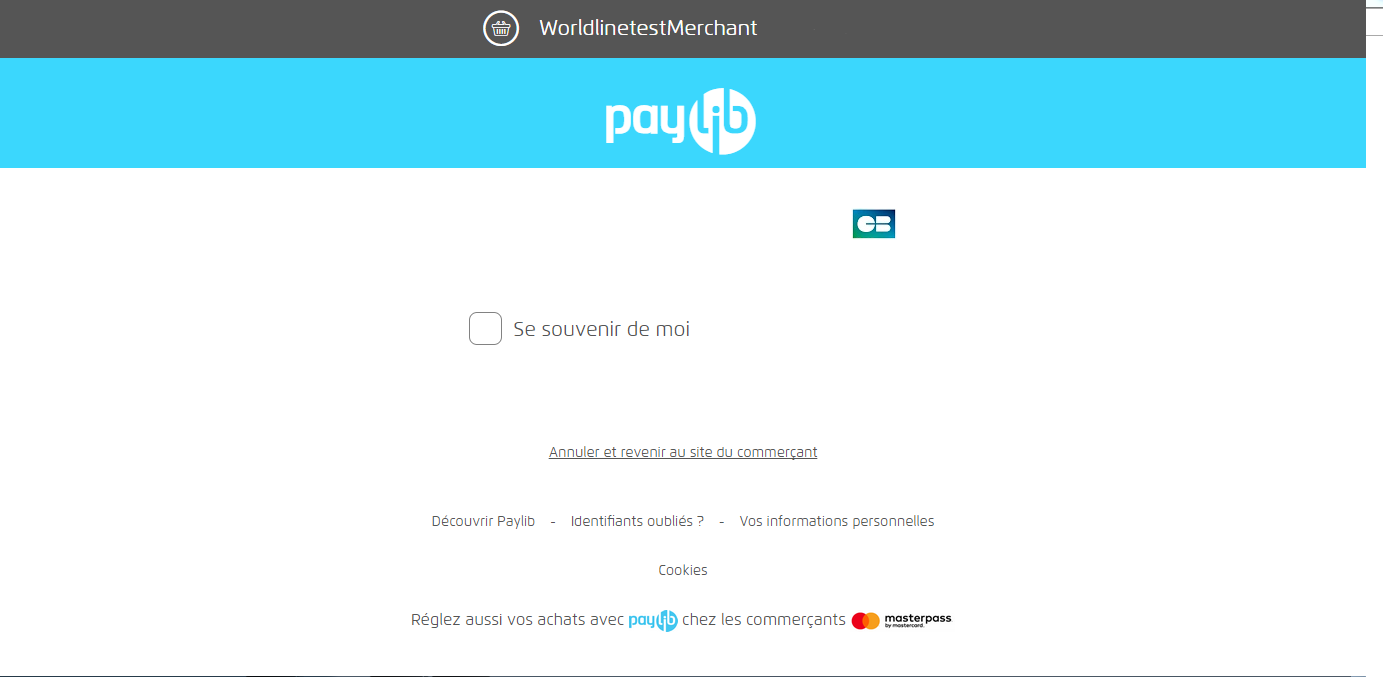 WorldlinetestMerchant
paylib
CB
Se souvenir de moi
Annuler et revenir au site du commerçant
Découvrir Paylib - Identifiants oubliés ? - Vos informations personnelles
Cookies
Réglez aussi vos achats avec paylib chez les commerçants masterpass by mastercard.